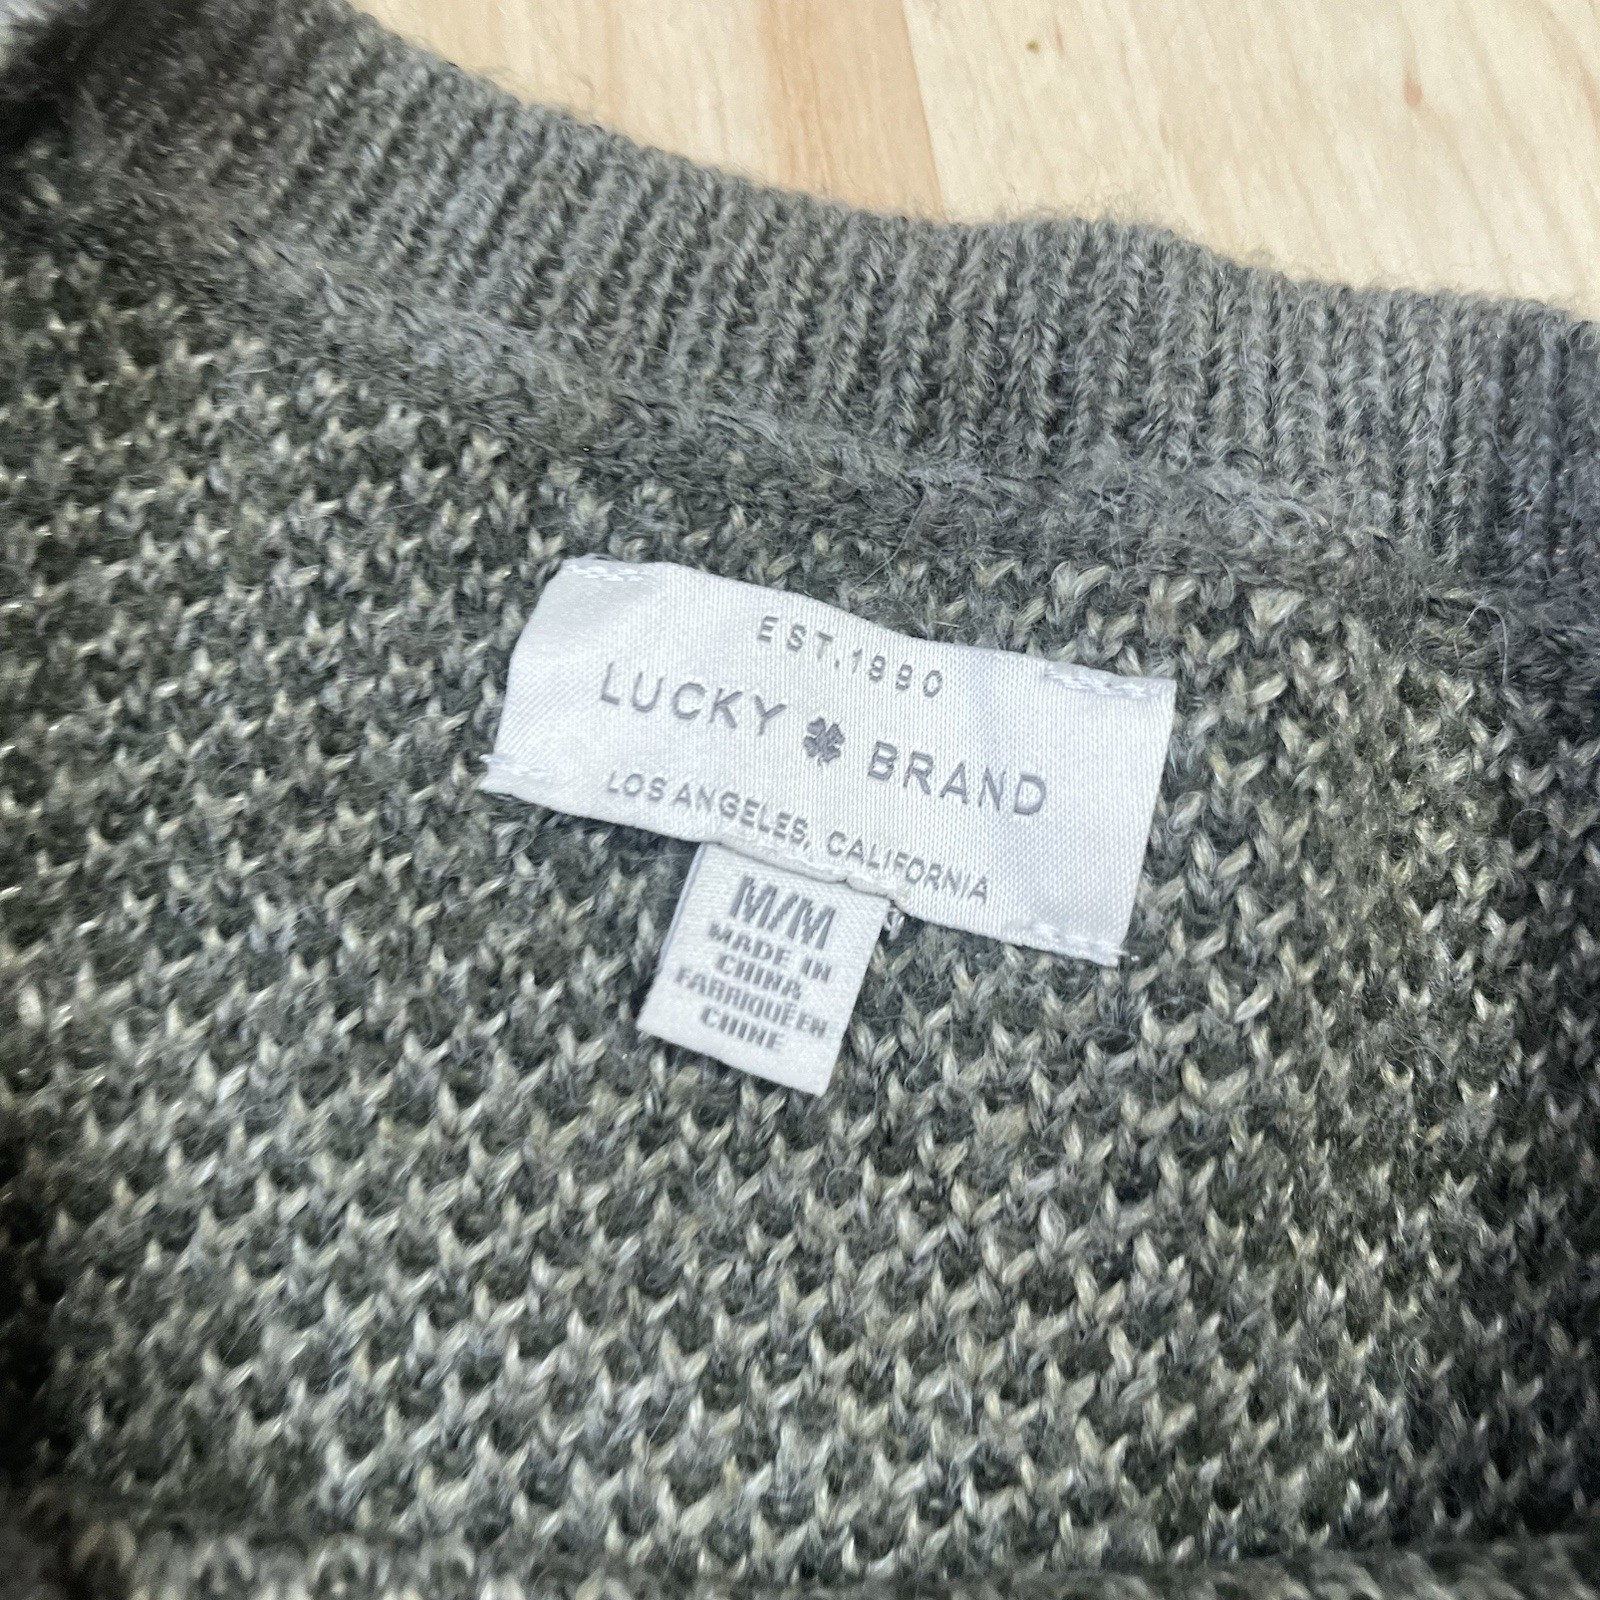 EST.1990
LUCKY BRAND
LOS ANGELES, CALIFORNIA
M/M
MADE IN
CHINA
FABRIQUÉ EN
CHINE